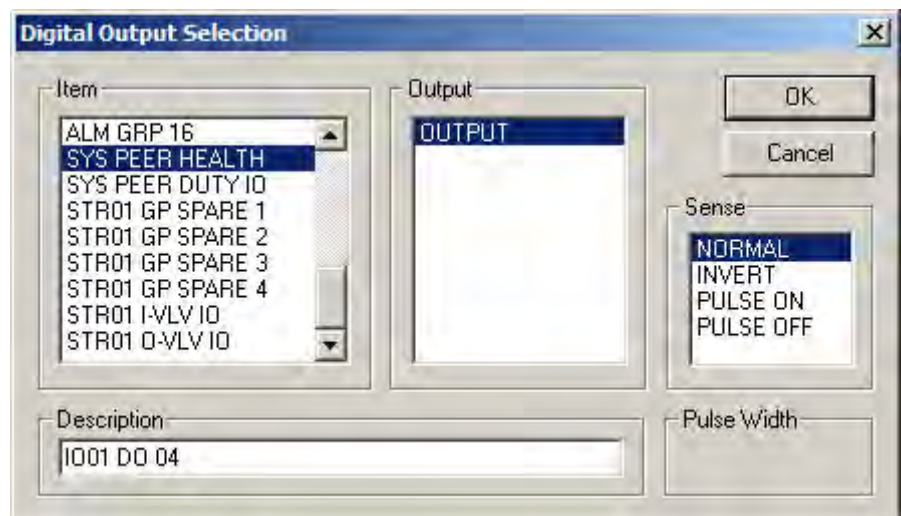 Digital Output Selection
Item
ALM GRP 16
SYS PEER HEALTH
SYS PEER DUTY IO
STR01 GP SPARE 1
STR01 GP SPARE 2
STR01 GP SPARE 3
STR01 GP SPARE 4
STR01 I-VLV IO
STR01 O-VLV IO
Output
OUTPUT
OK
Cancel
Sense
NORMAL
INVERT
PULSE ON
PULSE OFF
Description
IO01 DO 04
Pulse Width